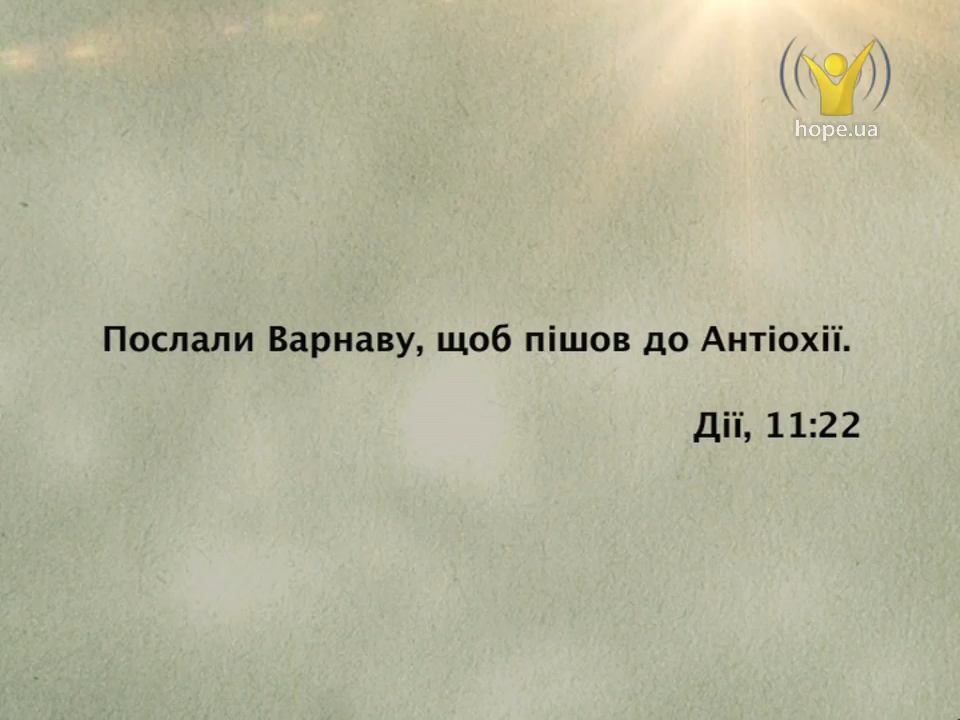 hope.ua
Послали Варнаву, щоб пішов до Антіохії.
Дії, 11:22